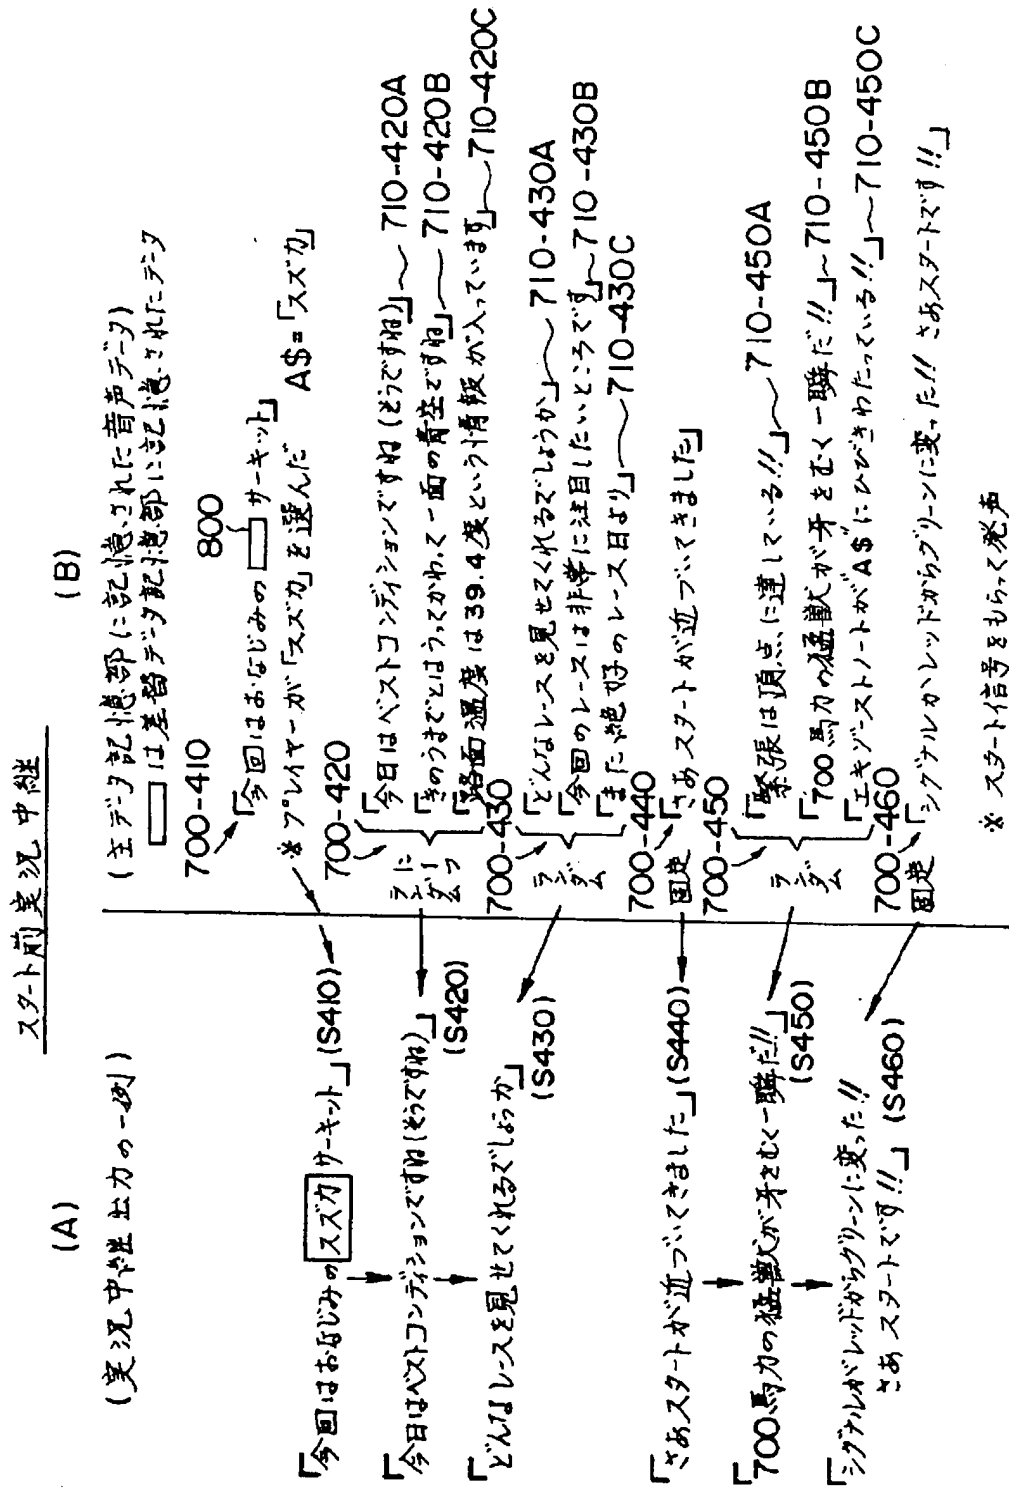 スタート前実況中継
(A)
(実況中継出力の一例)
「今回はおなじみのスズカサーキット」(S410)
「今日はベストコンディションですね(そうですね)」
(S420)
「どんなレースを見せてくれるでしょうか」
(S430)
「さあスタートが近づいてきました」(S440)
「700馬力の猛獣が牙をむく一瞬だ!!」
(S450)
「シグナルがレッドからグリーンに変った!!
さあスタートです!!」(S460)
(B)
(主データ記憶部に記憶された音声データ)
は差替データ記憶部に記憶されたデータ
700-410
800
「今回はおなじみの サーキット」
※プレイヤーが「スズカ」を選んだ A$=「スズカ」
700-420
ランダムに1つ
「今日はベストコンディションですね(そうですね)」~710-420A
「きのうまでとはうってかわって一面の青空ですね」~710-420B
「路面温度は39.4度という情報が入っています」~710-420C
700-430
ランダム
「どんなレースを見せてくれるでしょうか」~710-430A
「今回のレースは非常に注目したいところです」~710-430B
「また絶好のレース日より」~710-430C
700-440
固定
「さあスタートが近づいてきました」
700-450
ランダム
「緊張は頂点に達している!!」~710-450A
「700馬力の猛獣が牙をむく一瞬だ!!」~710-450B
「エキゾーストノートが"A$"にひびきわたっている!!」~710-450C
700-460
固定
「シグナルがレッドからグリーンに変った!! さあスタートです!!」
※ スタート信号をもらって発声